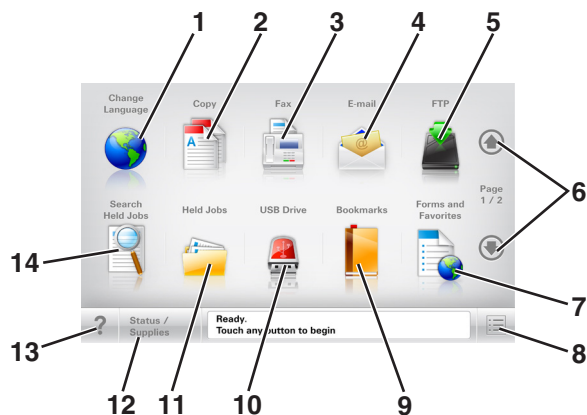 1
2
3
4
5
Change
Language
Copy
Fax
E-mail
FTP
A
@
6
Page
1 / 2
Search
Held Jobs
Held Jobs
USB Drive
Bookmarks
Forms and
Favorites
14
7
?
Status /
Supplies
Ready.
Touch any button to begin
13
8
12
11
10
9